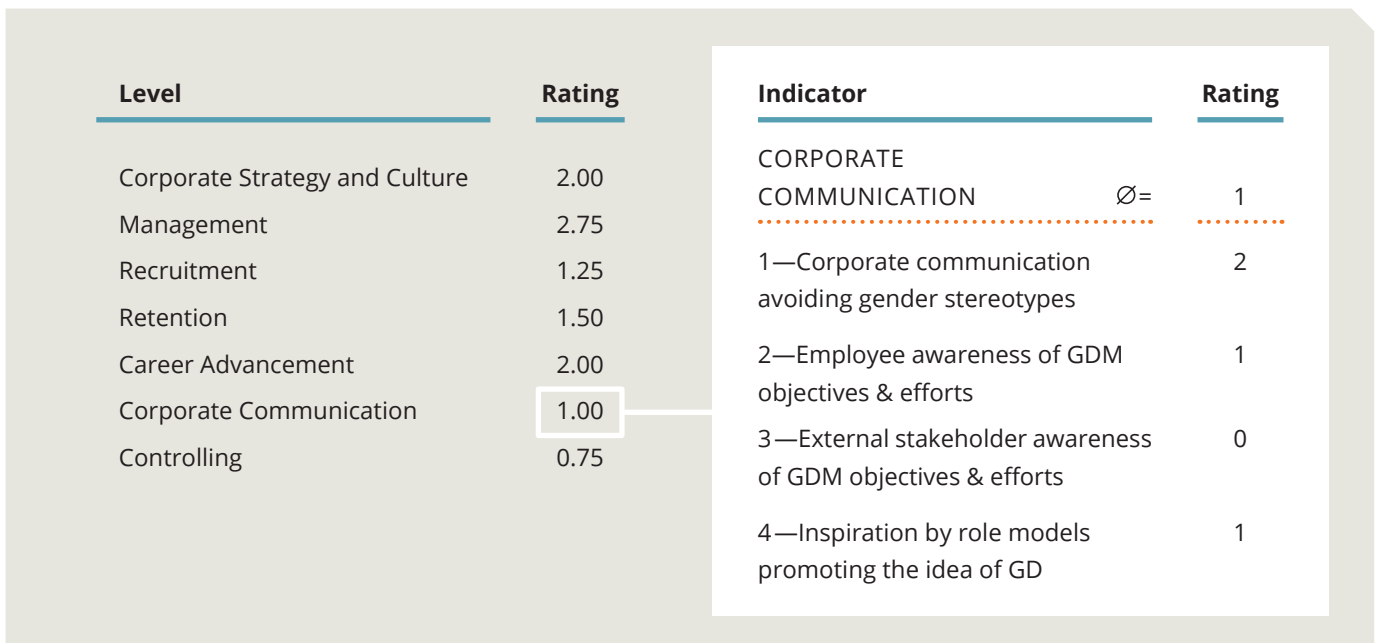 Level Rating
Corporate Strategy and Culture 2.00
Management 2.75
Recruitment 1.25
Retention 1.50
Career Advancement 2.00
Corporate Communication 1.00
Controlling 0.75
Indicator Rating
CORPORATE
COMMUNICATION ∅= 1
1—Corporate communication 2
avoiding gender stereotypes
2—Employee awareness of GDM 1
objectives & efforts
3—External stakeholder awareness 0
of GDM objectives & efforts
4—Inspiration by role models 1
promoting the idea of GD